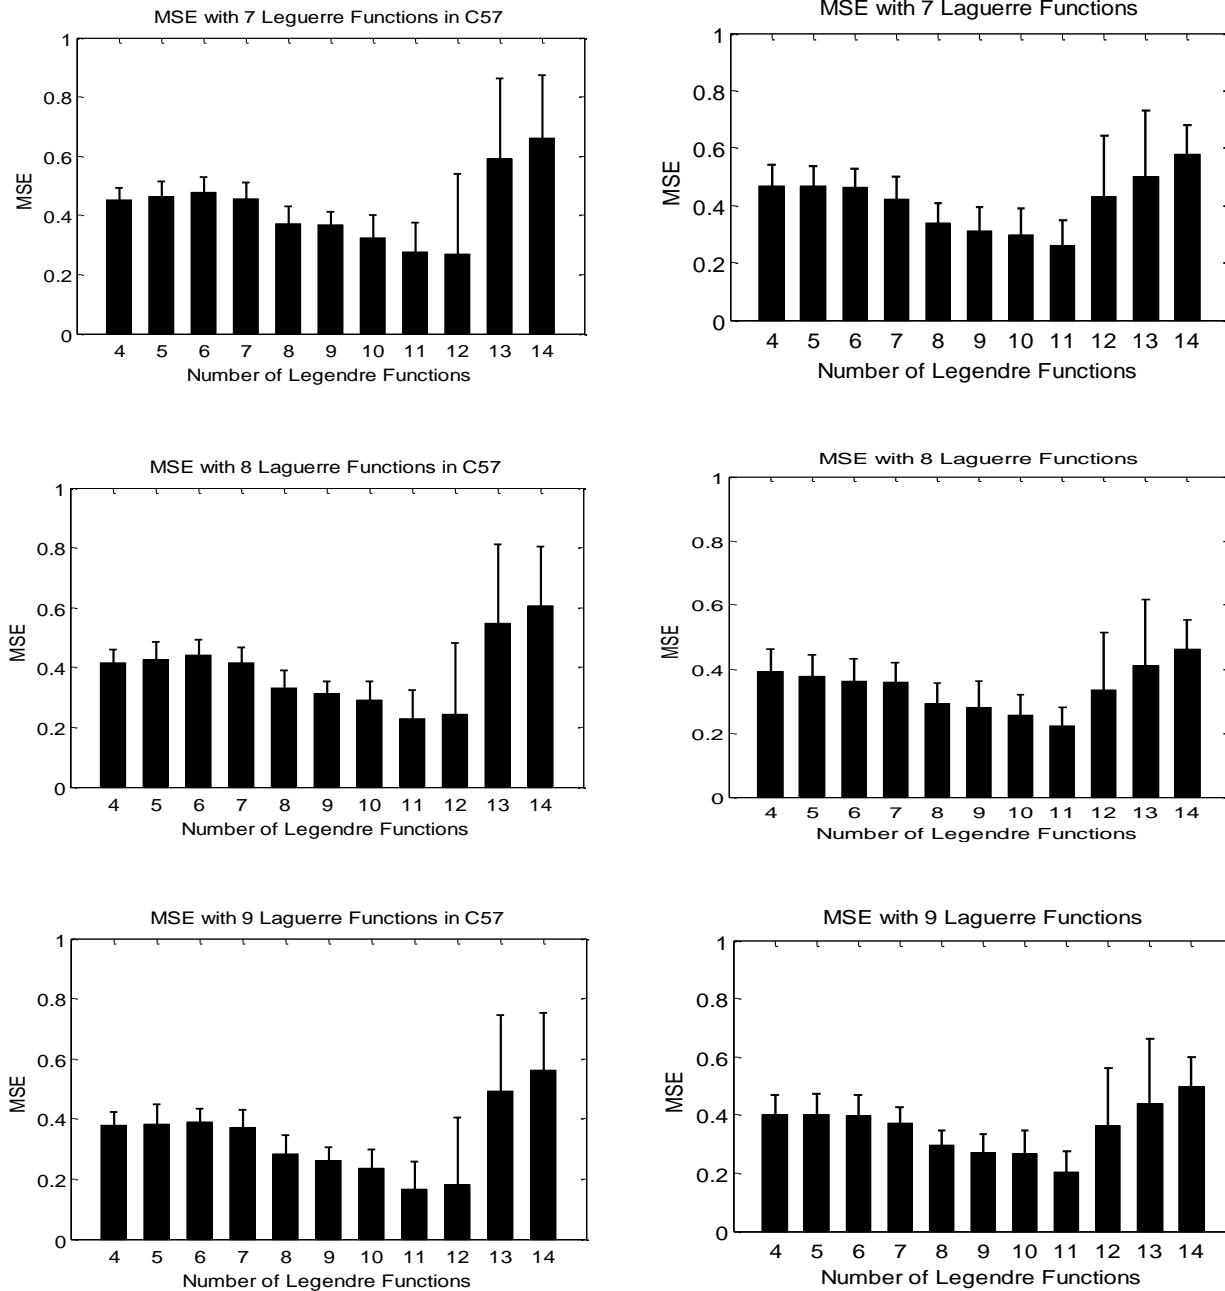 MSE with 7 Leguerre Functions in C57
1
0.8
0.6
0.4
0.2
0
MSE
4 5 6 7 8 9 10 11 12 13 14
Number of Legendre Functions
MSE with 7 Laguerre Functions
1
0.8
0.6
0.4
0.2
0
MSE
4 5 6 7 8 9 10 11 12 13 14
Number of Legendre Functions
MSE with 8 Laguerre Functions in C57
1
0.8
0.6
0.4
0.2
0
MSE
4 5 6 7 8 9 10 11 12 13 14
Number of Legendre Functions
MSE with 8 Laguerre Functions
1
0.8
0.6
0.4
0.2
0
MSE
4 5 6 7 8 9 10 11 12 13 14
Number of Legendre Functions
MSE with 9 Laguerre Functions in C57
1
0.8
0.6
0.4
0.2
0
MSE
4 5 6 7 8 9 10 11 12 13 14
Number of Legendre Functions
MSE with 9 Laguerre Functions
1
0.8
0.6
0.4
0.2
0
MSE
4 5 6 7 8 9 10 11 12 13 14
Number of Legendre Functions